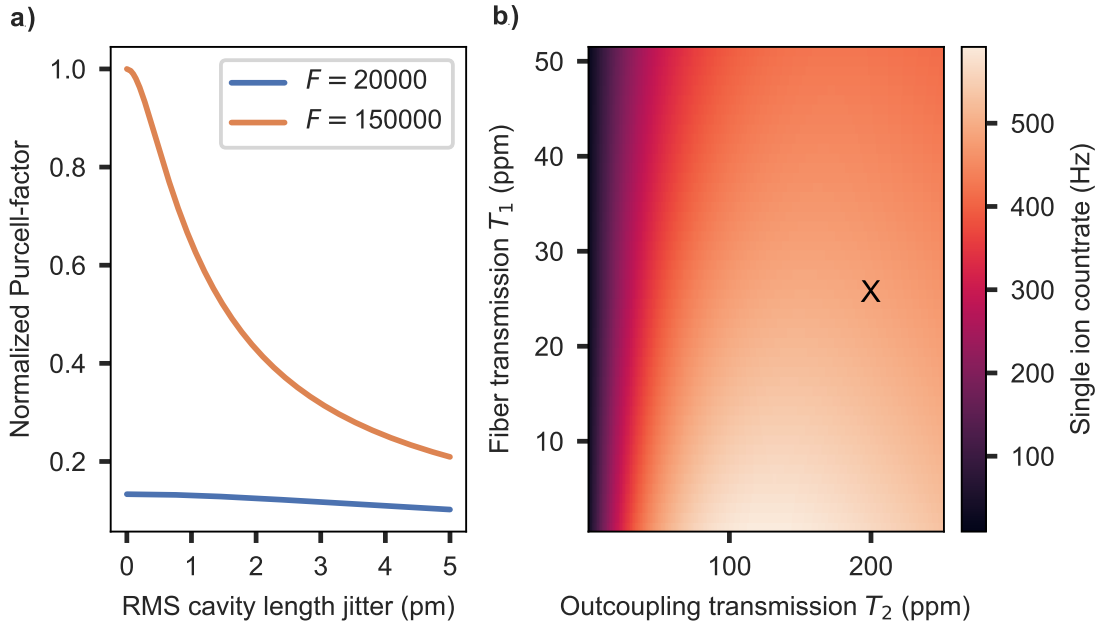 a)
b)
Normalized Purcell-factor
1.0
0.8
0.6
0.4
0.2
F = 20000
F = 150000
0 1 2 3 4 5
RMS cavity length jitter (pm)
Fiber transmission T₁ (ppm)
50
40
30
20
10
X
100 200
Outcoupling transmission T₂ (ppm)
500
400
300
200
100
Single ion countrate (Hz)